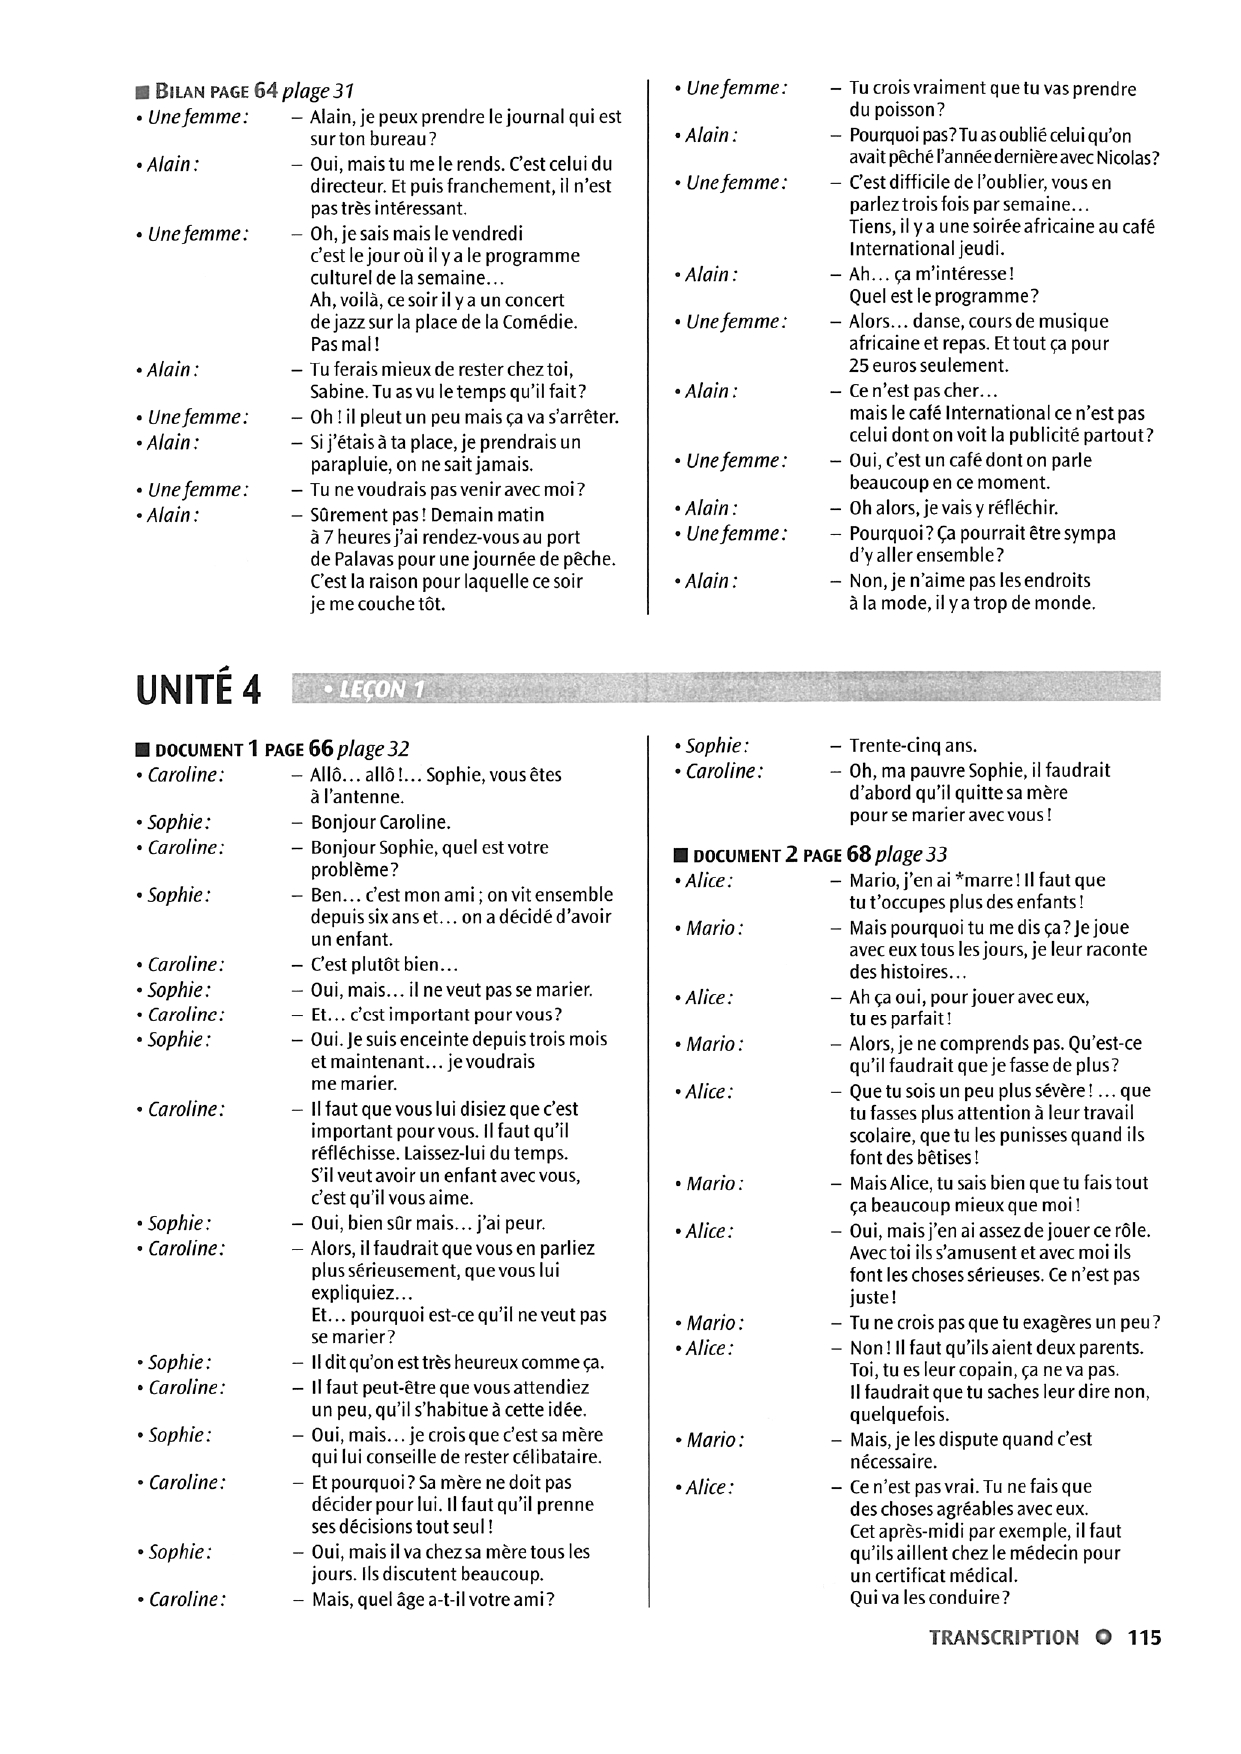 ■ BILAN PAGE 64 plage 31
• Une femme : – Alain, je peux prendre le journal qui est
sur ton bureau ?
• Alain : – Oui, mais tu me le rends. C'est celui du
directeur. Et puis franchement, il n'est
pas très intéressant.
• Une femme : – Oh, je sais mais le vendredi
c'est le jour où il y a le programme
culturel de la semaine...
Ah, voilà, ce soir il y a un concert
de jazz sur la place de la Comédie.
Pas mal !
• Alain : – Tu ferais mieux de rester chez toi,
Sabine. Tu as vu le temps qu'il fait ?
• Une femme : – Oh ! il pleut un peu mais ça va s'arrêter.
• Alain : – Si j'étais à ta place, je prendrais un
parapluie, on ne sait jamais.
• Une femme : – Tu ne voudrais pas venir avec moi ?
• Alain : – Sûrement pas ! Demain matin
à 7 heures j'ai rendez-vous au port
de Palavas pour une journée de pêche.
C'est la raison pour laquelle ce soir
je me couche tôt.
• Une femme : – Tu crois vraiment que tu vas prendre
du poisson ?
• Alain : – Pourquoi pas ? Tu as oublié celui qu'on
avait pêché l'année dernière avec Nicolas ?
• Une femme : – C'est difficile de l'oublier, vous en
parlez trois fois par semaine...
Tiens, il y a une soirée africaine au café
International jeudi.
• Alain : – Ah... ça m'intéresse !
Quel est le programme ?
• Une femme : – Alors... danse, cours de musique
africaine et repas. Et tout ça pour
25 euros seulement.
• Alain : – Ce n'est pas cher...
mais le café International ce n'est pas
celui dont on voit la publicité partout ?
• Une femme : – Oui, c'est un café dont on parle
beaucoup en ce moment.
• Alain : – Oh alors, je vais y réfléchir.
• Une femme : – Pourquoi ? Ça pourrait être sympa
d'y aller ensemble ?
• Alain : – Non, je n'aime pas les endroits
à la mode, il y a trop de monde.
UNITÉ 4 • LEÇON 1
■ DOCUMENT 1 PAGE 66 plage 32
• Caroline : – Allô... allô !... Sophie, vous êtes
à l'antenne.
• Sophie : – Bonjour Caroline.
• Caroline : – Bonjour Sophie, quel est votre
problème ?
• Sophie : – Ben... c'est mon ami ; on vit ensemble
depuis six ans et... on a décidé d'avoir
un enfant.
• Caroline : – C'est plutôt bien...
• Sophie : – Oui, mais... il ne veut pas se marier.
• Caroline : – Et... c'est important pour vous ?
• Sophie : – Oui. Je suis enceinte depuis trois mois
et maintenant... je voudrais
me marier.
• Caroline : – Il faut que vous lui disiez que c'est
important pour vous. Il faut qu'il
réfléchisse. Laissez-lui du temps.
S'il veut avoir un enfant avec vous,
c'est qu'il vous aime.
• Sophie : – Oui, bien sûr mais... j'ai peur.
• Caroline : – Alors, il faudrait que vous en parliez
plus sérieusement, que vous lui
expliquiez...
Et... pourquoi est-ce qu'il ne veut pas
se marier ?
• Sophie : – Il dit qu'on est très heureux comme ça.
• Caroline : – Il faut peut-être que vous attendiez
un peu, qu'il s'habitue à cette idée.
• Sophie : – Oui, mais... je crois que c'est sa mère
qui lui conseille de rester célibataire.
• Caroline : – Et pourquoi ? Sa mère ne doit pas
décider pour lui. Il faut qu'il prenne
ses décisions tout seul !
• Sophie : – Oui, mais il va chez sa mère tous les
jours. Ils discutent beaucoup.
• Caroline : – Mais, quel âge a-t-il votre ami ?
• Sophie : – Trente-cinq ans.
• Caroline : – Oh, ma pauvre Sophie, il faudrait
d'abord qu'il quitte sa mère
pour se marier avec vous !
■ DOCUMENT 2 PAGE 68 plage 33
• Alice : – Mario, j'en ai *marre ! Il faut que
tu t'occupes plus des enfants !
• Mario : – Mais pourquoi tu me dis ça ? Je joue
avec eux tous les jours, je leur raconte
des histoires...
• Alice : – Ah ça oui, pour jouer avec eux,
tu es parfait !
• Mario : – Alors, je ne comprends pas. Qu'est-ce
qu'il faudrait que je fasse de plus ?
• Alice : – Que tu sois un peu plus sévère ! ... que
tu fasses plus attention à leur travail
scolaire, que tu les punisses quand ils
font des bêtises !
• Mario : – Mais Alice, tu sais bien que tu fais tout
ça beaucoup mieux que moi !
• Alice : – Oui, mais j'en ai assez de jouer ce rôle.
Avec toi ils s'amusent et avec moi ils
font les choses sérieuses. Ce n'est pas
juste !
• Mario : – Tu ne crois pas que tu exagères un peu ?
• Alice : – Non ! Il faut qu'ils aient deux parents.
Toi, tu es leur copain, ça ne va pas.
Il faudrait que tu saches leur dire non,
quelquefois.
• Mario : – Mais, je les dispute quand c'est
nécessaire.
• Alice : – Ce n'est pas vrai. Tu ne fais que
des choses agréables avec eux.
Cet après-midi par exemple, il faut
qu'ils aillent chez le médecin pour
un certificat médical.
Qui va les conduire ?
TRANSCRIPTION 115